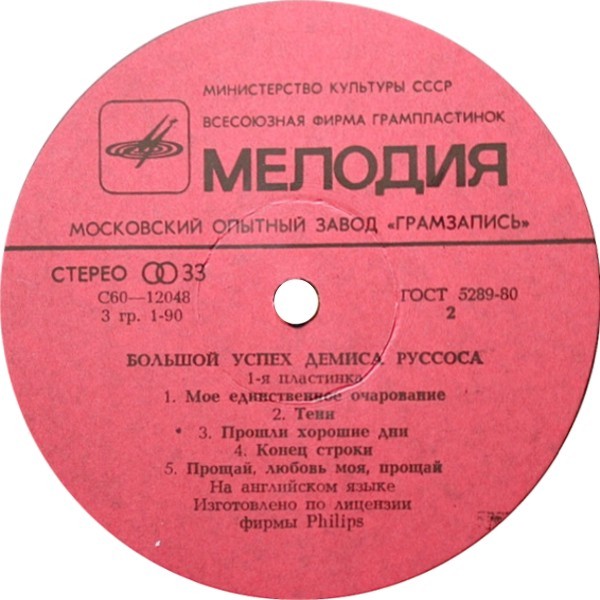 МИНИСТЕРСТВО КУЛЬТУРЫ СССР
ВСЕСОЮЗНАЯ ФИРМА ГРАМПЛАСТИНОК
МЕЛОДИЯ
МОСКОВСКИЙ ОПЫТНЫЙ ЗАВОД «ГРАМЗАПИСЬ»
СТЕРЕО 33
С60—12048
3 гр. 1-90
ГОСТ 5289-80
2
БОЛЬШОЙ УСПЕХ ДЕМИСА РУССОСА
1-я пластинка
1. Мое единственное очарование
2. Тени
3. Прошли хорошие дни
4. Конец строки
5. Прощай, любовь моя, прощай
На английском языке
Изготовлено по лицензии
фирмы Philips